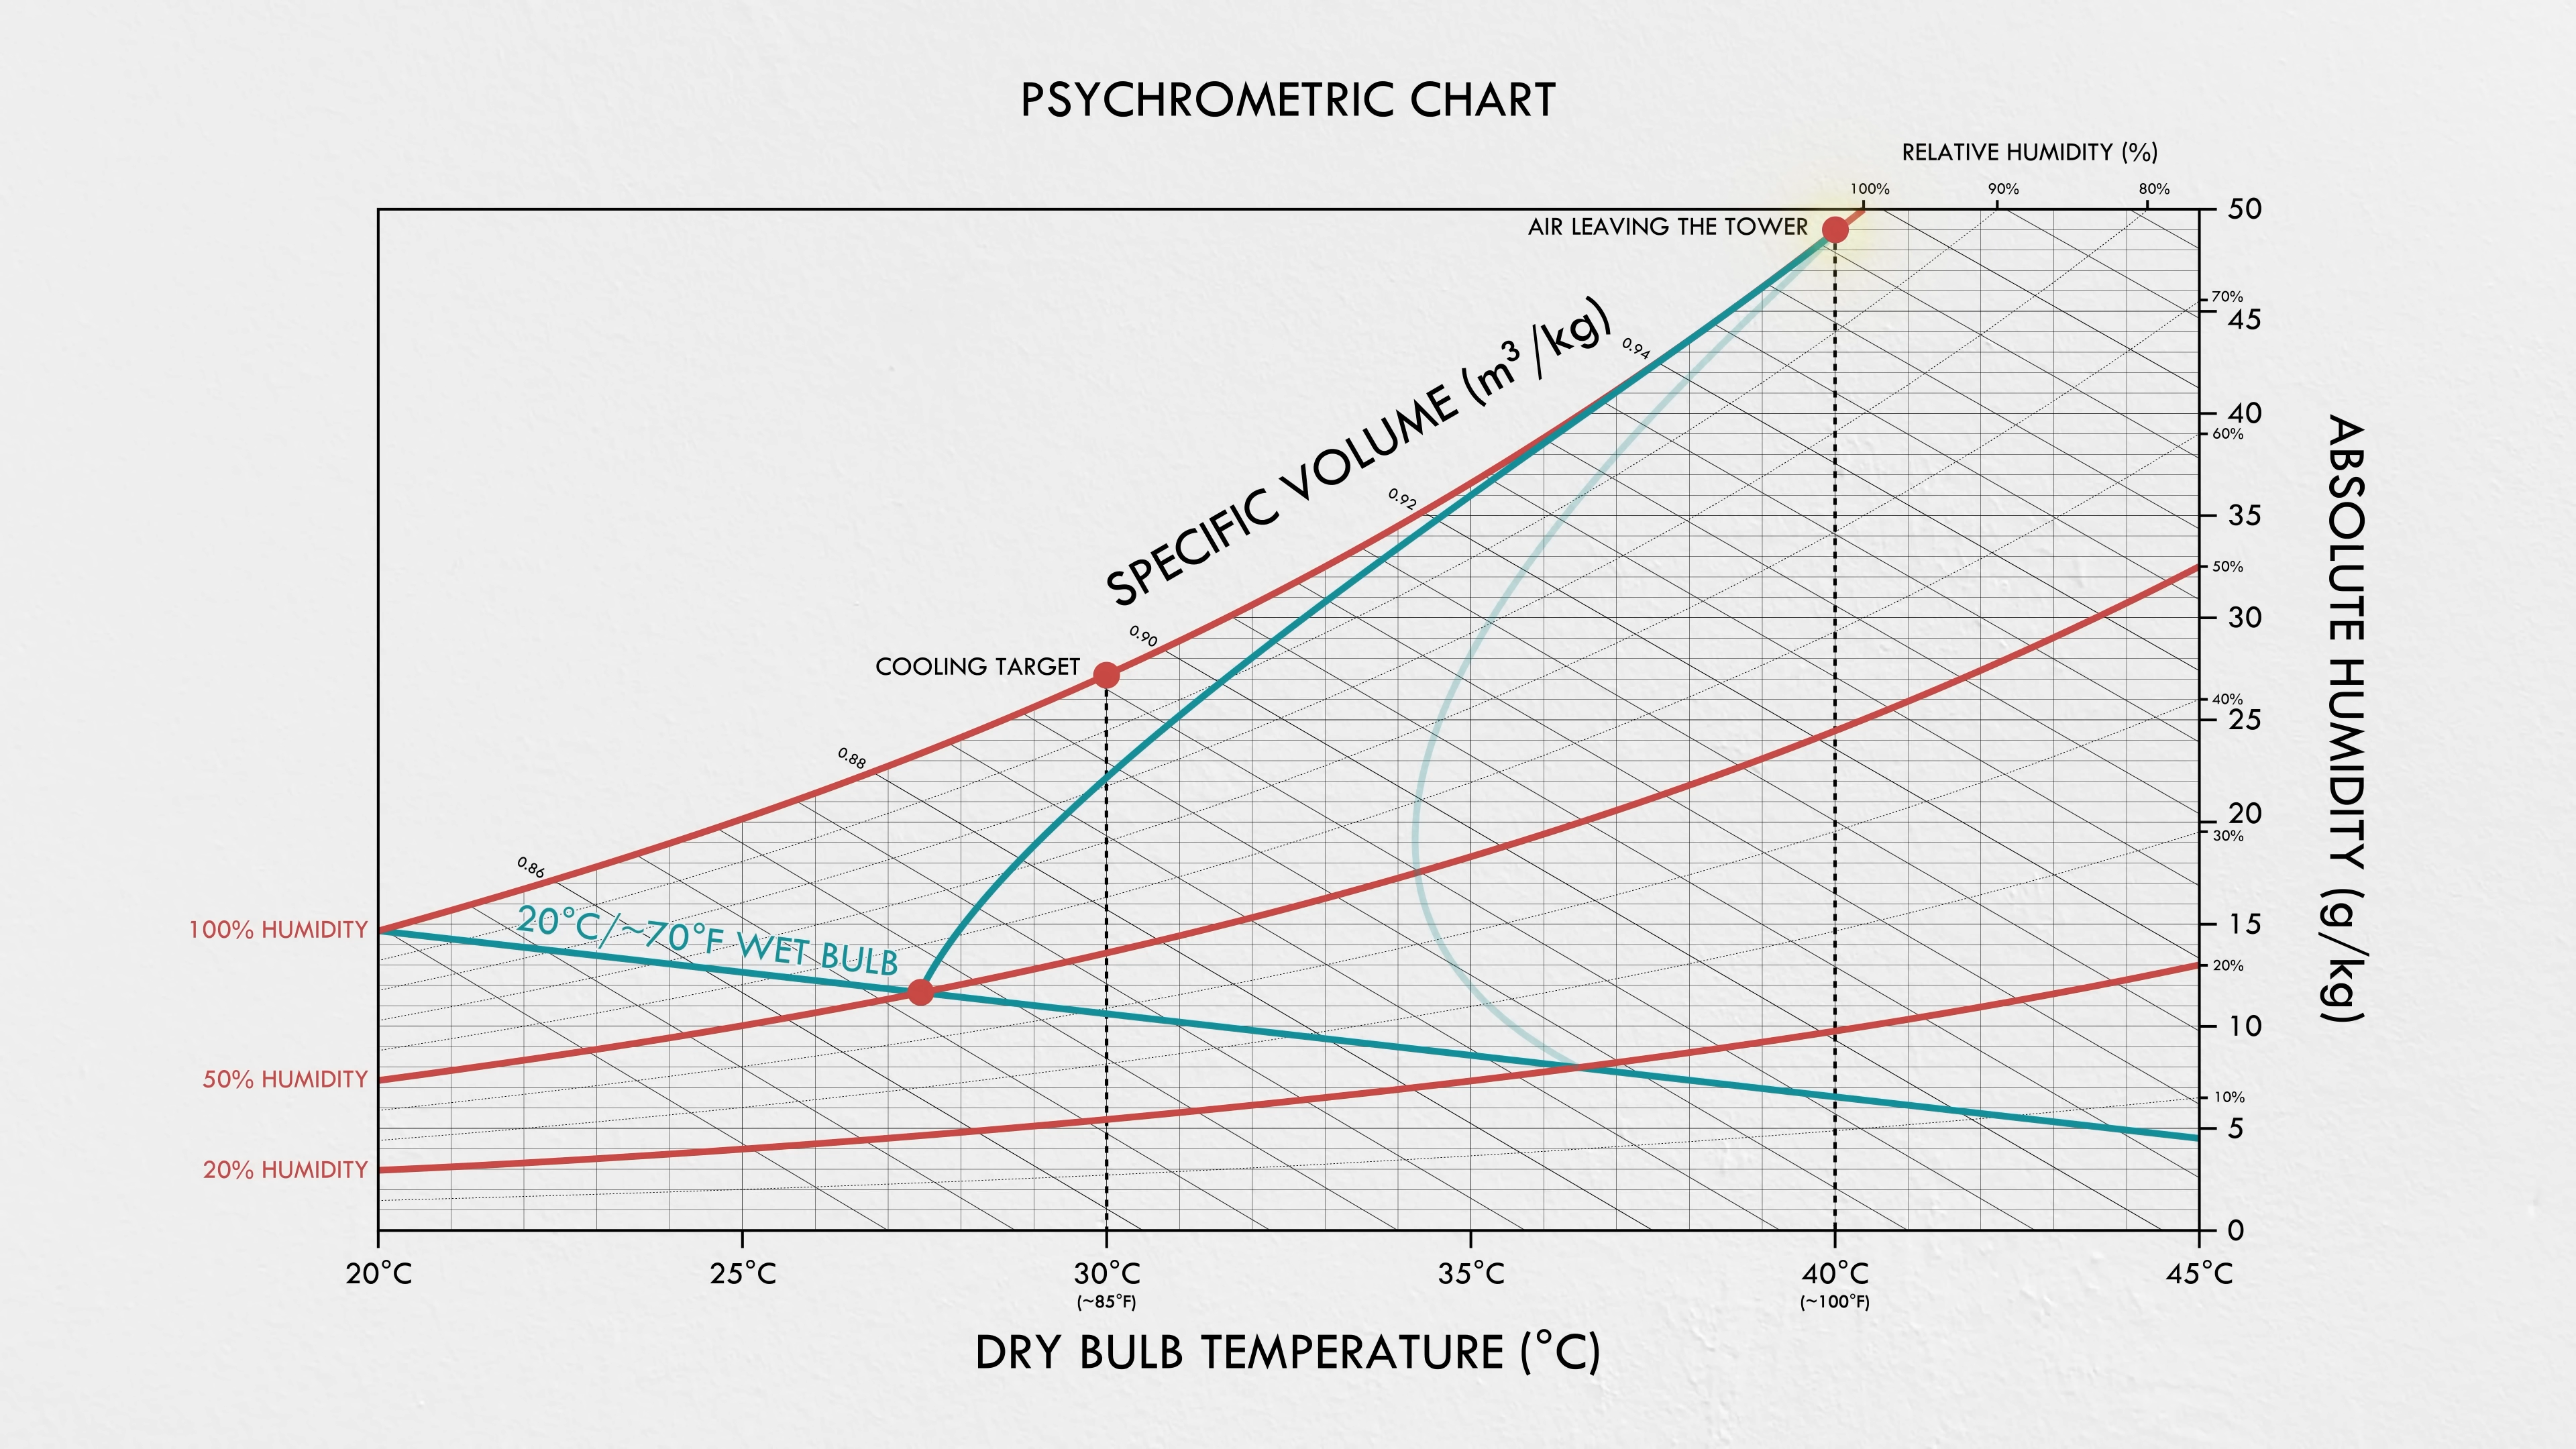 PSYCHROMETRIC CHART
RELATIVE HUMIDITY (%)
100%
90%
80%
AIR LEAVING THE TOWER
50
70%
45
SPECIFIC VOLUME (m³/kg)
0.94
40
60%
0.92
35
50%
0.90
30
COOLING TARGET
40%
25
0.88
20
30%
0.86
100% HUMIDITY
20°C/~70°F WET BULB
15
20%
10
50% HUMIDITY
10%
5
20% HUMIDITY
0
ABSOLUTE HUMIDITY (g/kg)
20°C
25°C
30°C
35°C
40°C
45°C
(~85°F)
(~100°F)
DRY BULB TEMPERATURE (°C)